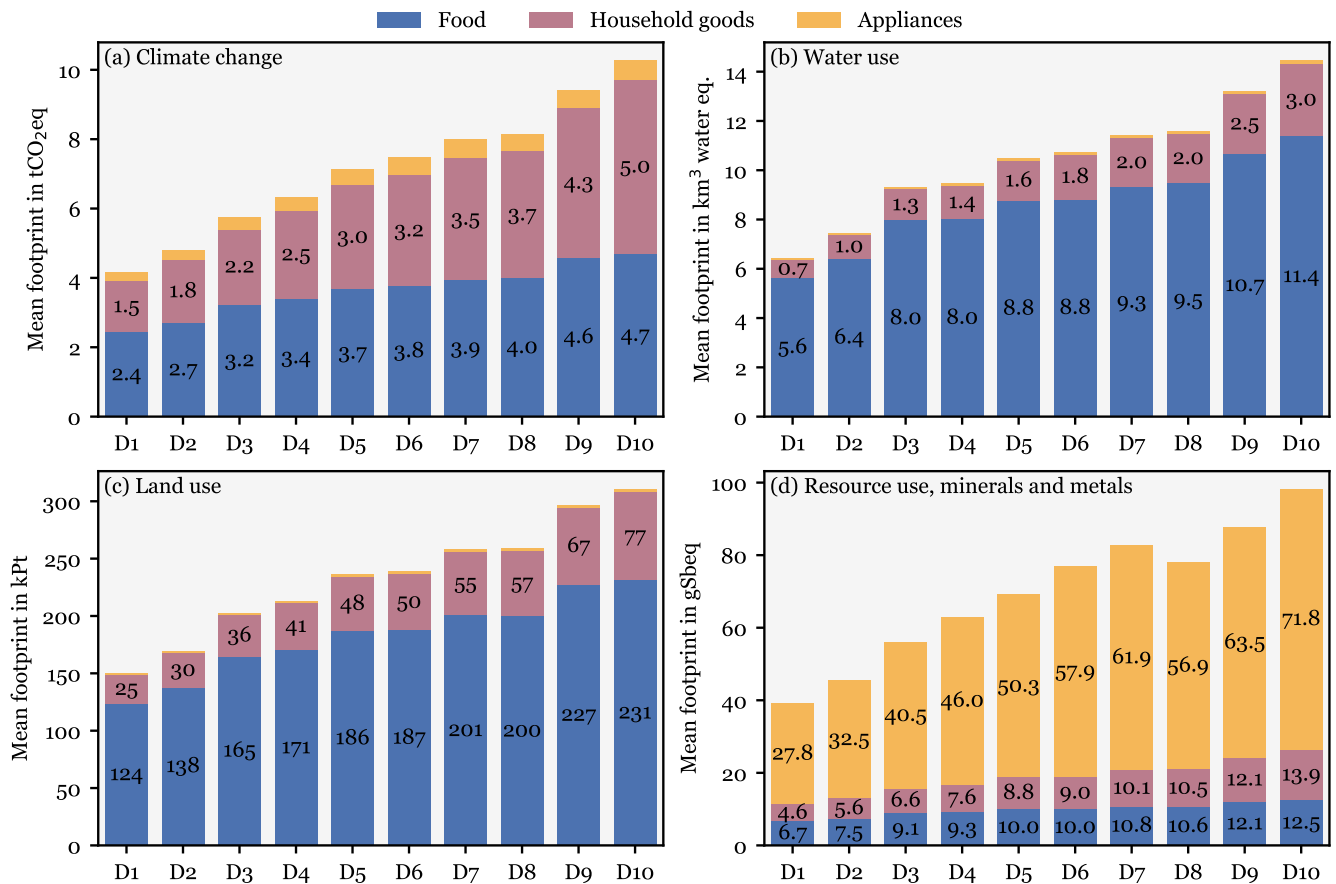 Food Household goods Appliances
(a) Climate change
Mean footprint in tCO₂eq
10
8
6
4
2
0
5.0
4.3
3.7
3.5
3.2
3.0
2.5
2.2
1.8
1.5
2.4 2.7 3.2 3.4 3.7 3.8 3.9 4.0 4.6 4.7
D1 D2 D3 D4 D5 D6 D7 D8 D9 D10
(b) Water use
Mean footprint in km³ water eq.
14
12
10
8
6
4
2
0
0.7 1.0 1.3 1.4 1.6 1.8 2.0 2.0 2.5 3.0
5.6 6.4 8.0 8.0 8.8 8.8 9.3 9.5 10.7 11.4
D1 D2 D3 D4 D5 D6 D7 D8 D9 D10
(c) Land use
Mean footprint in kPt
300
250
200
150
100
50
0
25 30 36 41 48 50 55 57 67 77
124 138 165 171 186 187 201 200 227 231
D1 D2 D3 D4 D5 D6 D7 D8 D9 D10
(d) Resource use, minerals and metals
Mean footprint in gSbeq
100
80
60
40
20
0
27.8 32.5 40.5 46.0 50.3 57.9 61.9 56.9 63.5 71.8
4.6 5.6 6.6 7.6 8.8 9.0 10.1 10.5 12.1 13.9
6.7 7.5 9.1 9.3 10.0 10.0 10.8 10.6 12.1 12.5
D1 D2 D3 D4 D5 D6 D7 D8 D9 D10